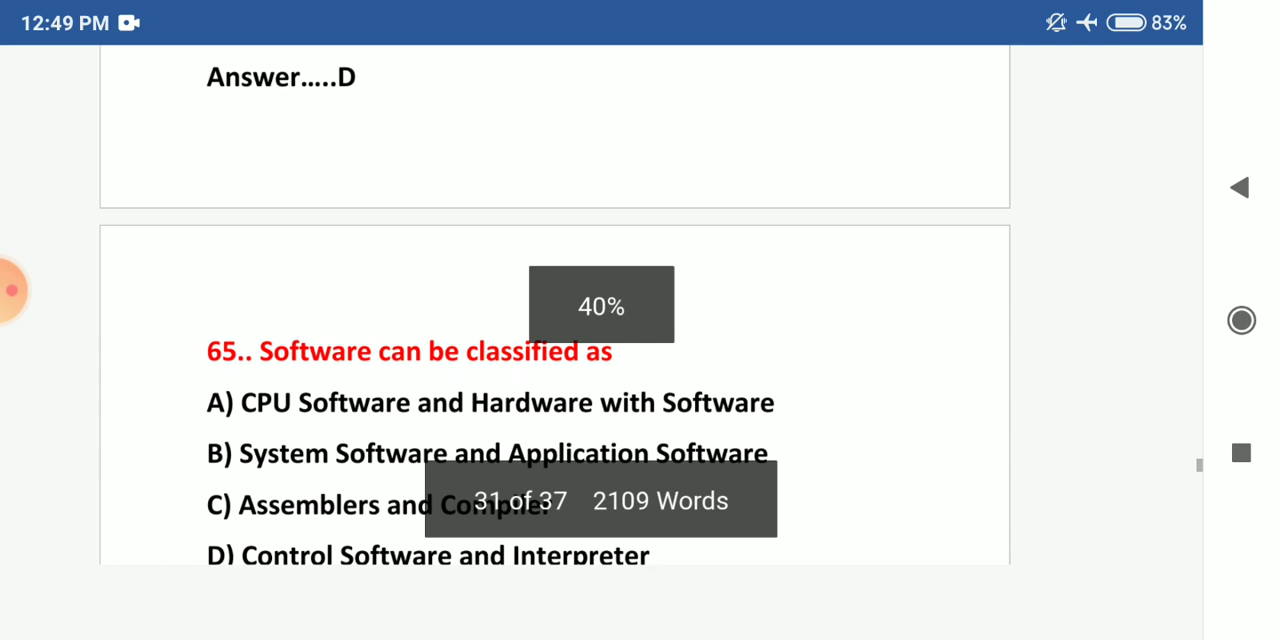 12:49 PM
83%
Answer.....D
40%
65.. Software can be classified as
A) CPU Software and Hardware with Software
B) System Software and Application Software
C) Assemblers and Compiler
31 of 37 2109 Words
D) Control Software and Interpreter